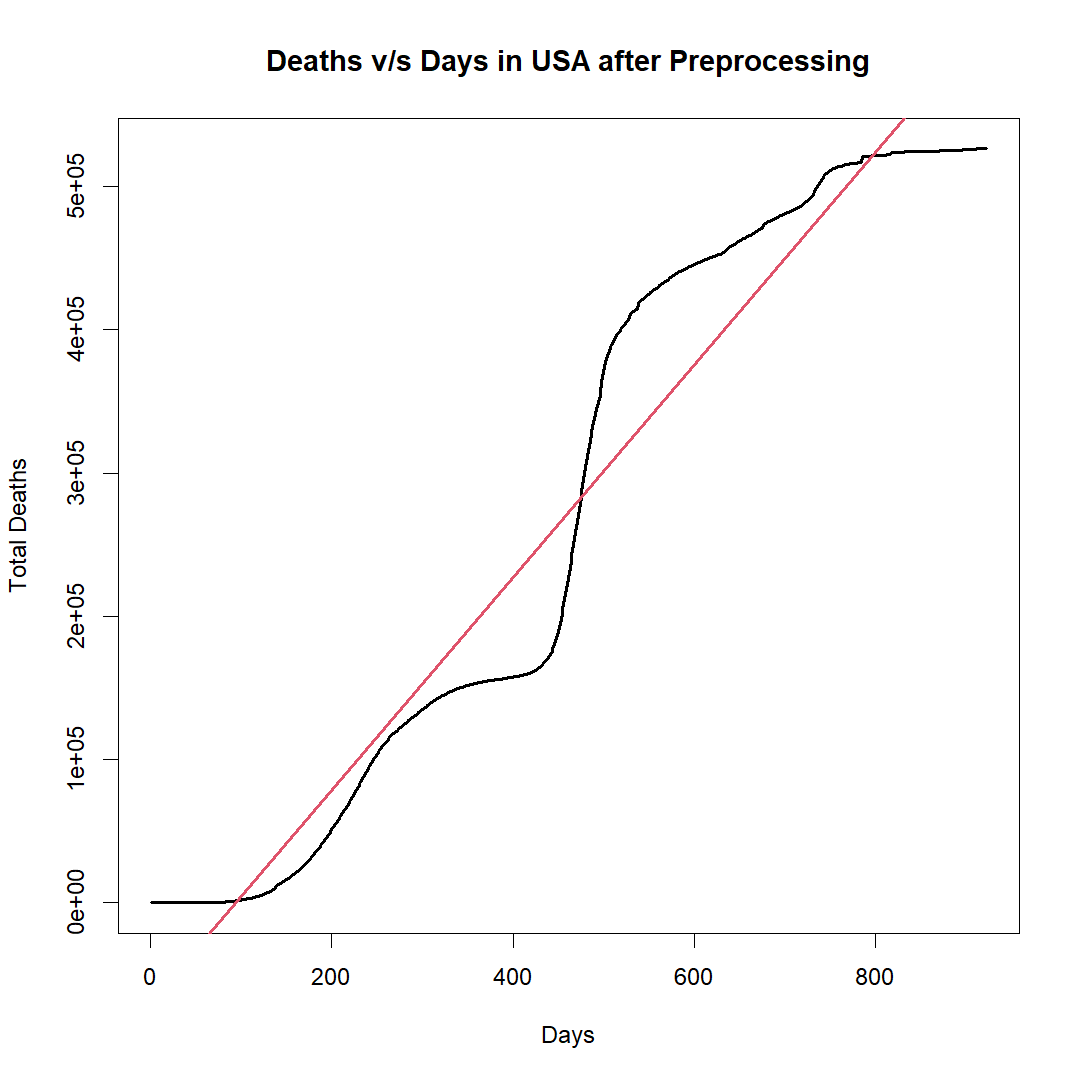 Deaths v/s Days in USA after Preprocessing
Total Deaths
5e+05
4e+05
3e+05
2e+05
1e+05
0e+00
0 200 400 600 800
Days